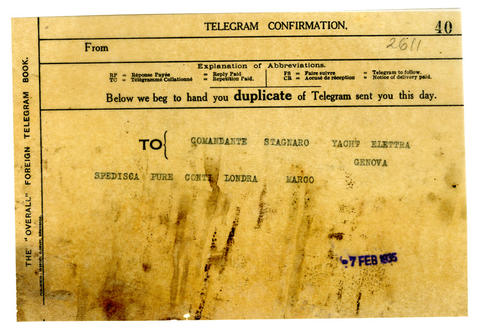 TELEGRAM CONFIRMATION.
40
From
2611
Explanation of Abbreviations.
RP = Réponse Payée = Reply Paid FS = Faire suivre = Telegram to follow.
TC = Télégramme Collationné = Repetition Paid. CR = Accusé de réception = Notice of delivery paid.
Below we beg to hand you duplicate of Telegram sent you this day.
TO{ COMANDANTE STAGNARO YACHT ELETTRA
GENOVA
SPEDISCA PURE CONTI LONDRA MARCO
7 FEB 1935
THE "OVERALL" FOREIGN TELEGRAM BOOK.